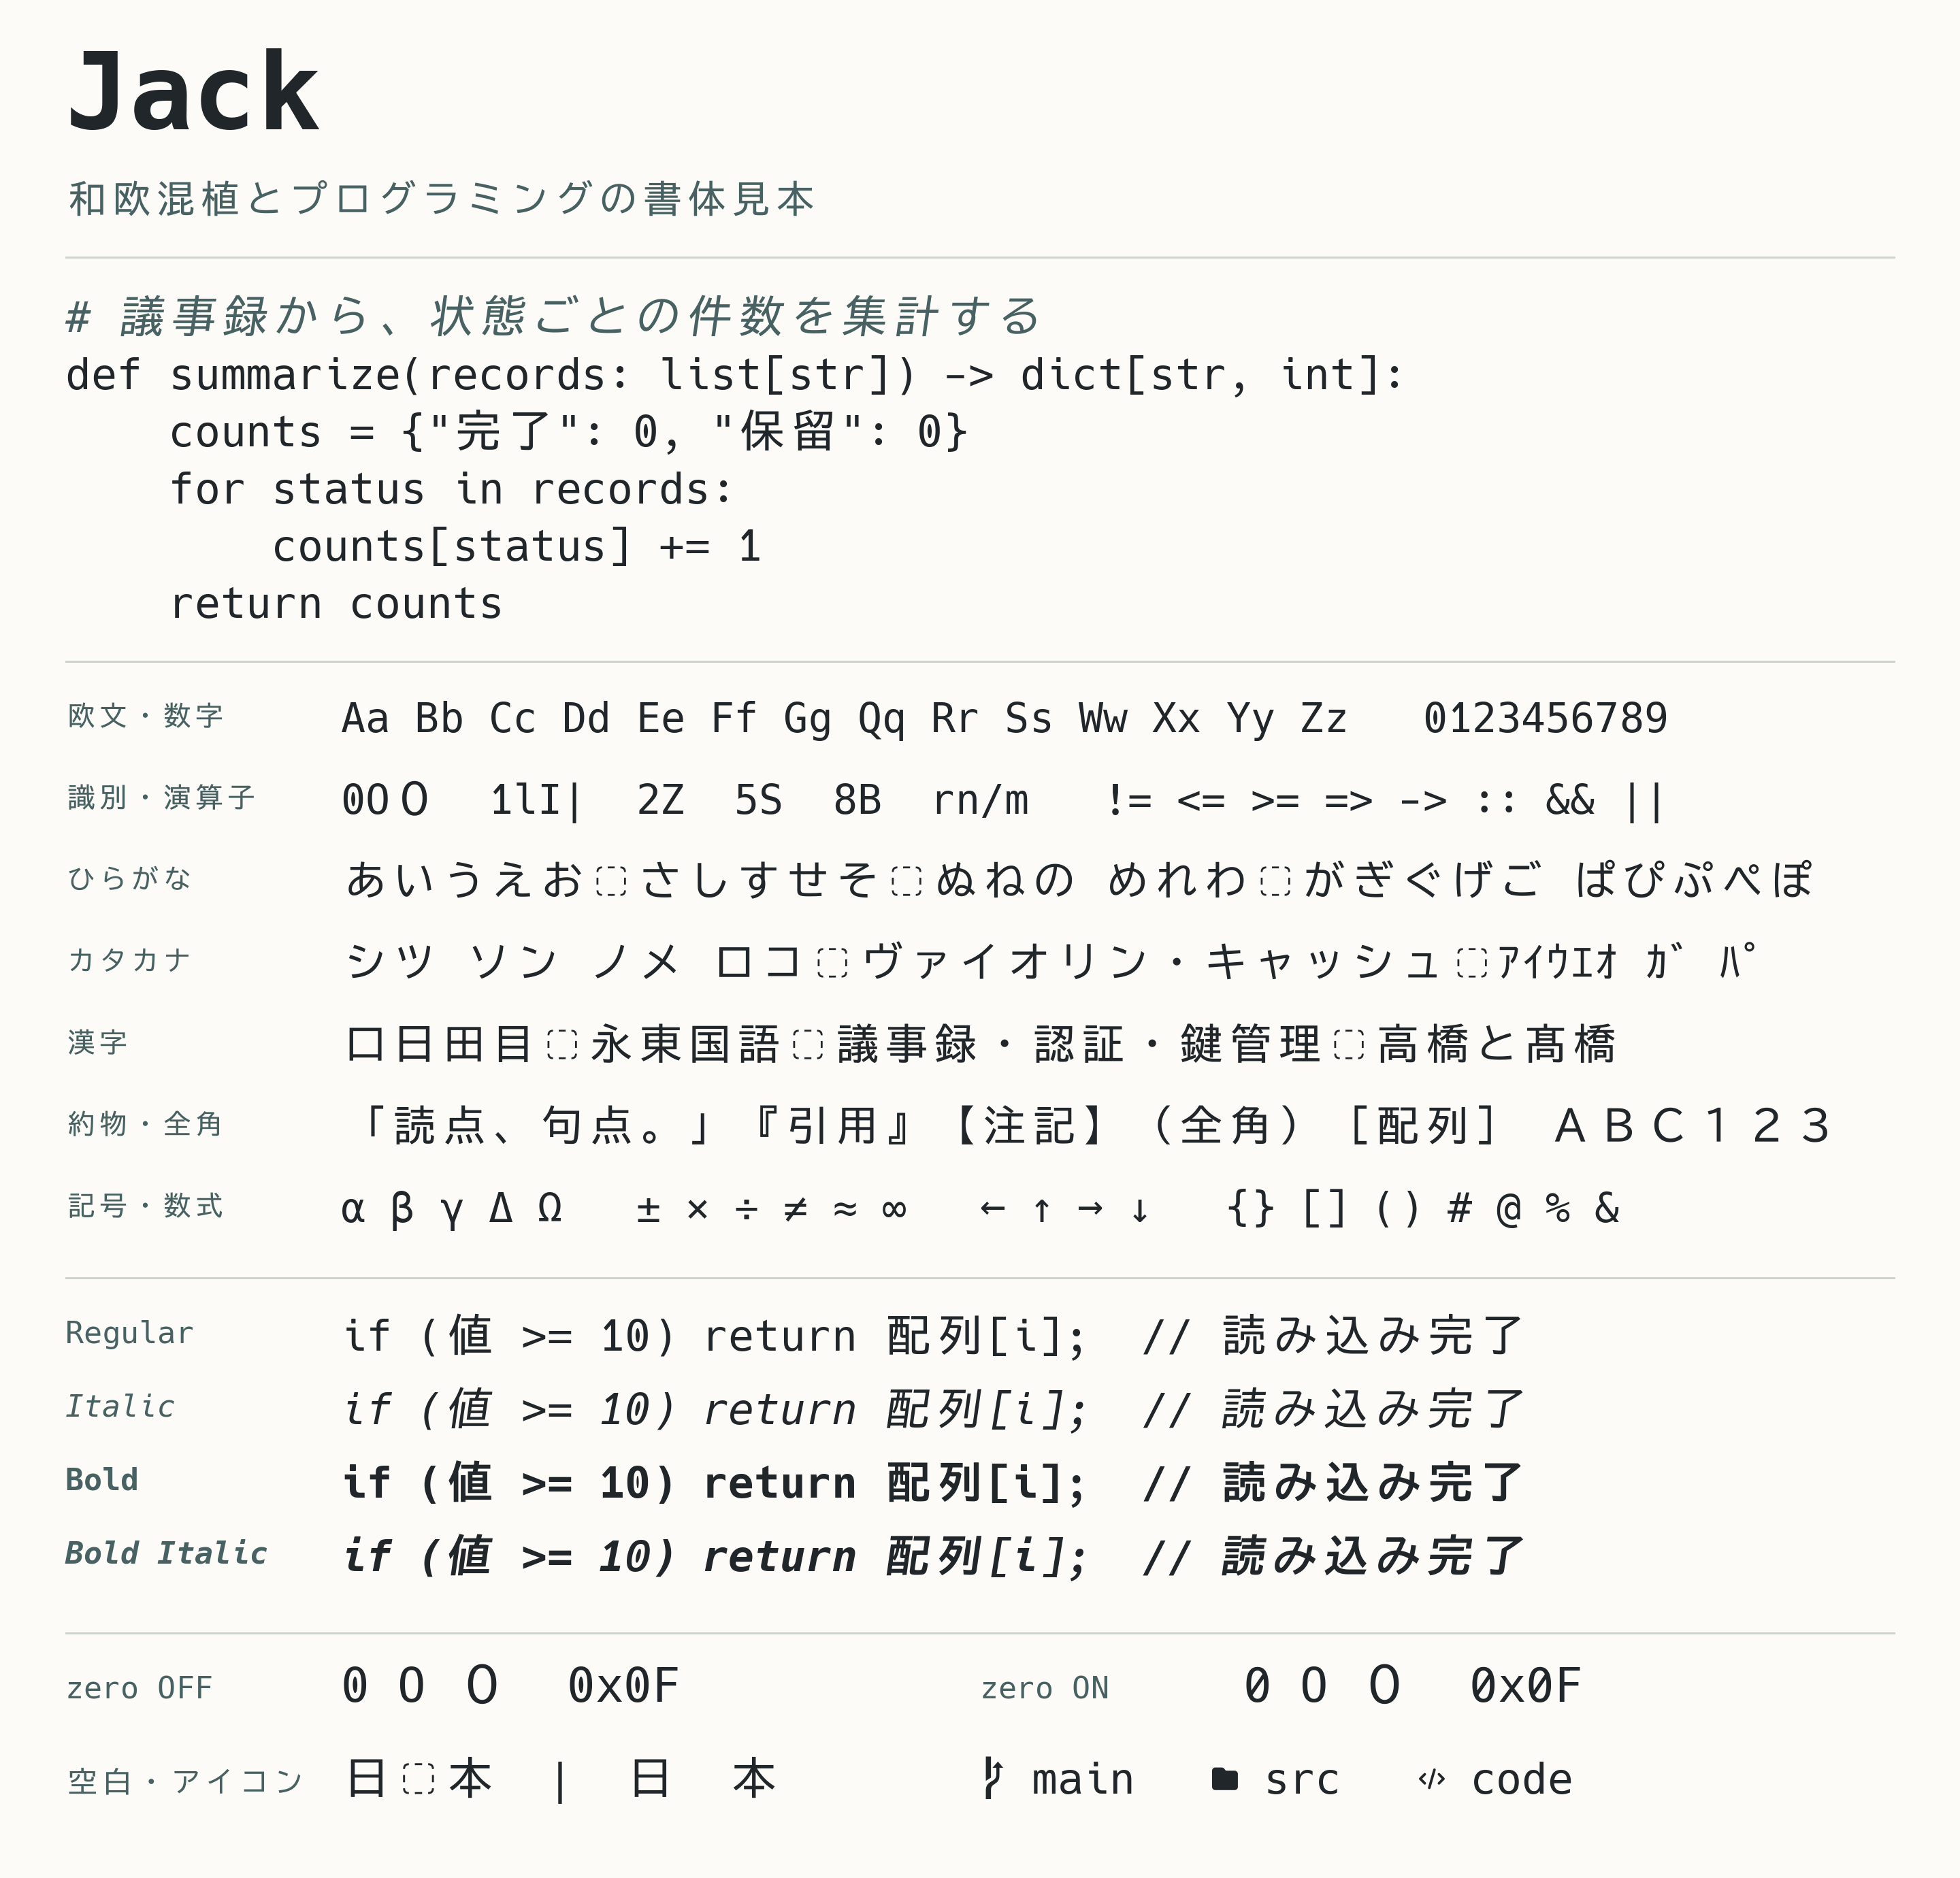 Jack
和欧混植とプログラミングの書体見本
# 議事録から、状態ごとの件数を集計する
def summarize(records: list[str]) -> dict[str, int]:
    counts = {"完了": 0, "保留": 0}
    for status in records:
        counts[status] += 1
    return counts
欧文・数字 Aa Bb Cc Dd Ee Ff Gg Qq Rr Ss Ww Xx Yy Zz   0123456789
識別・演算子 0OО  1lI|  2Z  5S  8B  rn/m   != <= >= => -> :: && ||
ひらがな あいうえお　さしすせそ　ぬねの めれわ　がぎぐげご ぱぴぷぺぽ
カタカナ シツ ソン ノメ ロコ　ヴァイオリン・キャッシュ　ｱｲｳｴｵ ｶﾞ ﾊﾟ
漢字 口日田目　永東国語　議事録・認証・鍵管理　高橋と髙橋
約物・全角 「読点、句点。」『引用』【注記】（全角）［配列］ ＡＢＣ１２３
記号・数式 α β γ Δ Ω   ± × ÷ ≠ ≈ ∞   ← ↑ → ↓   {} [] () # @ % &
Regular if (値 >= 10) return 配列[i];  // 読み込み完了
Italic if (値 >= 10) return 配列[i];  // 読み込み完了
Bold if (値 >= 10) return 配列[i];  // 読み込み完了
Bold Italic if (値 >= 10) return 配列[i];  // 読み込み完了
zero OFF 0 O Ｏ  0x0F zero ON 0 O Ｏ  0x0F
空白・アイコン 日　本  |  日  本 main src code